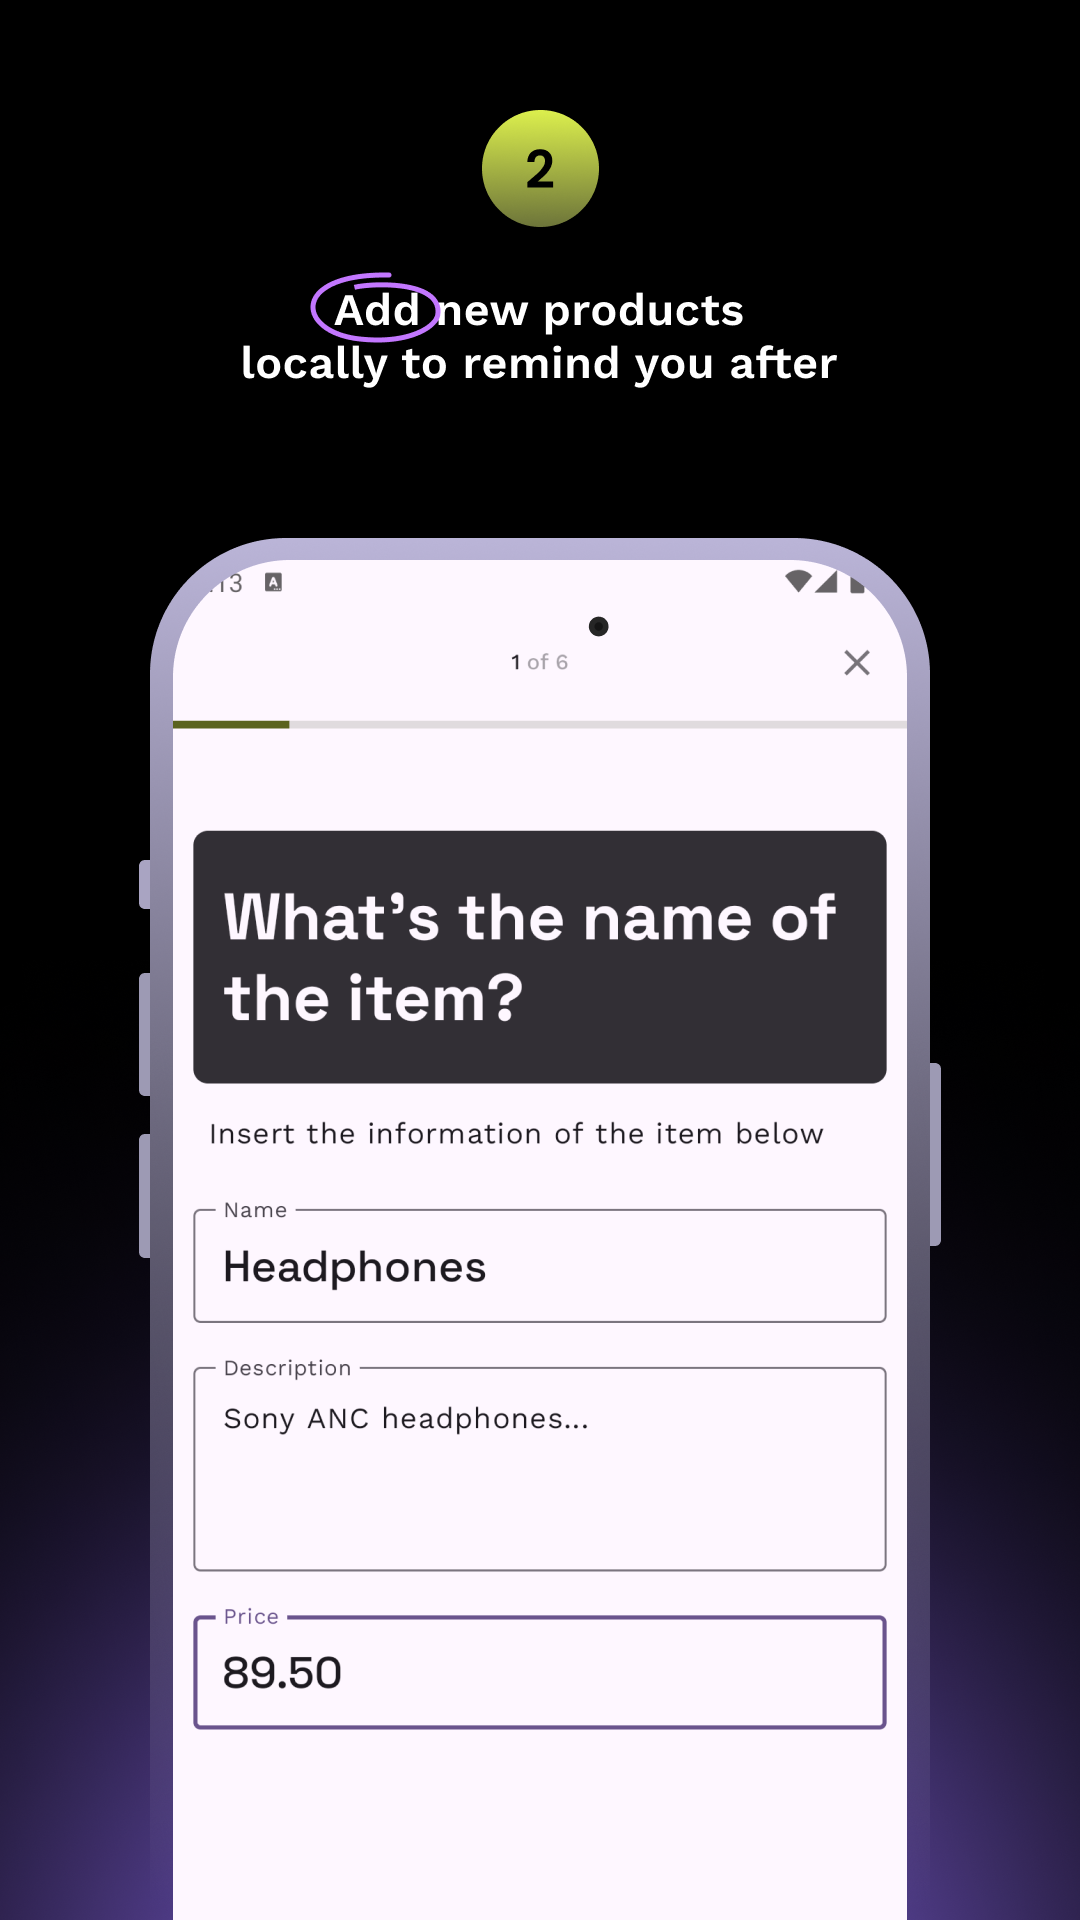 2
Add new products
locally to remind you after
13
A
1 of 6
What's the name of
the item?
Insert the information of the item below
Name
Headphones
Description
Sony ANC headphones...
Price
89.50